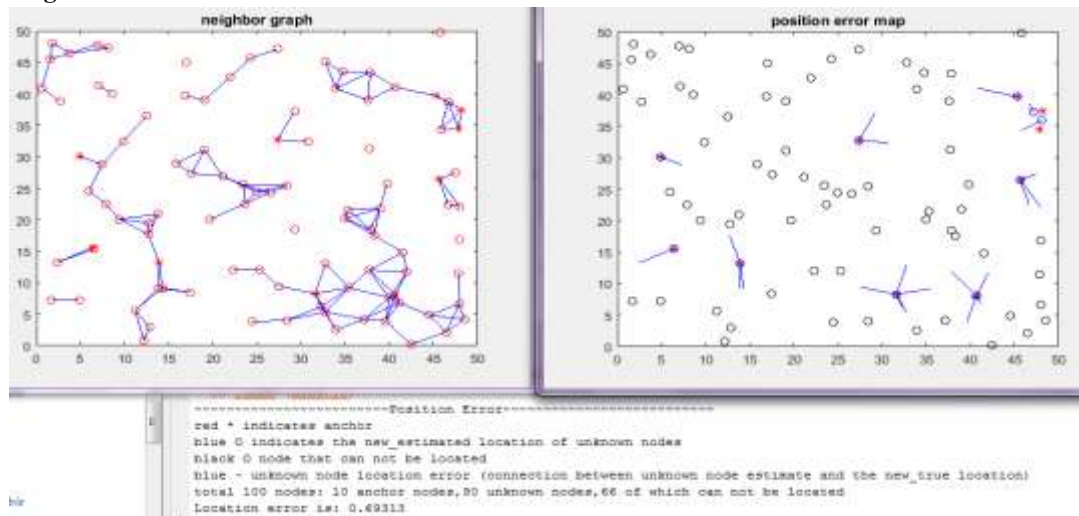 neighbor graph
50
45
40
35
30
25
20
15
10
5
0
0 5 10 15 20 25 30 35 40 45 50
position error map
50
45
40
35
30
25
20
15
10
5
0
0 5 10 15 20 25 30 35 40 45 50
~~~~~~~~~~~~~~~~~~~~~~~~Position Error~~~~~~~~~~~~~~~~~~~~~~~~~~
red * indicates anchor
blue O indicates the new_estimated location of unknown nodes
black O node that can not be located
blue - unknown node location error (connection between unknown node estimate and the new_true location)
total 100 nodes: 10 anchor nodes,90 unknown nodes,66 of which can not be located
Location error is: 0.69313